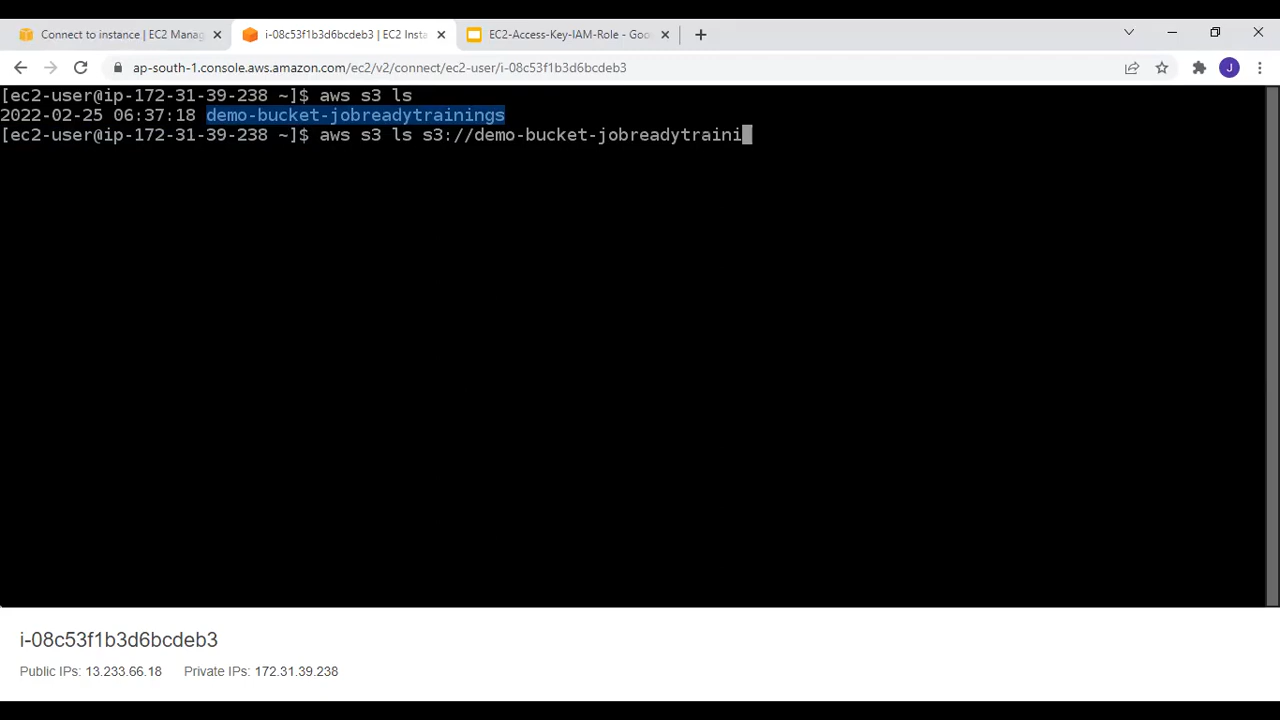 Connect to instance | EC2 Manag
i-08c53f1b3d6bcdeb3 | EC2 Insta
EC2-Access-Key-IAM-Role - Goo
ap-south-1.console.aws.amazon.com/ec2/v2/connect/ec2-user/i-08c53f1b3d6bcdeb3
J
[ec2-user@ip-172-31-39-238 ~]$ aws s3 ls
2022-02-25 06:37:18 demo-bucket-jobreadytrainings
[ec2-user@ip-172-31-39-238 ~]$ aws s3 ls s3://demo-bucket-jobreadytraini
i-08c53f1b3d6bcdeb3
Public IPs: 13.233.66.18 Private IPs: 172.31.39.238